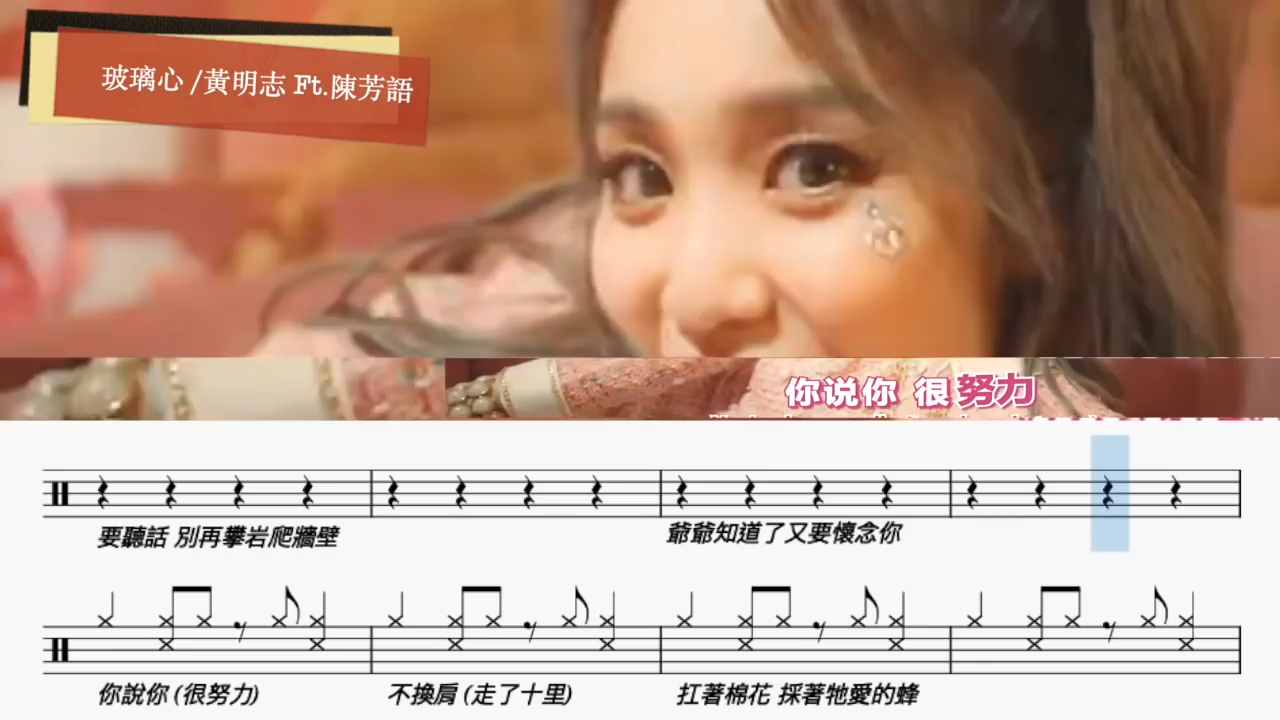 玻璃心 /黃明志 Ft.陳芳語
你说你 很努力
要聽話 別再攀岩爬牆壁
爺爺知道了又要懷念你
你說你 (很努力)
不換肩 (走了十里)
扛著棉花 採著牠愛的蜂